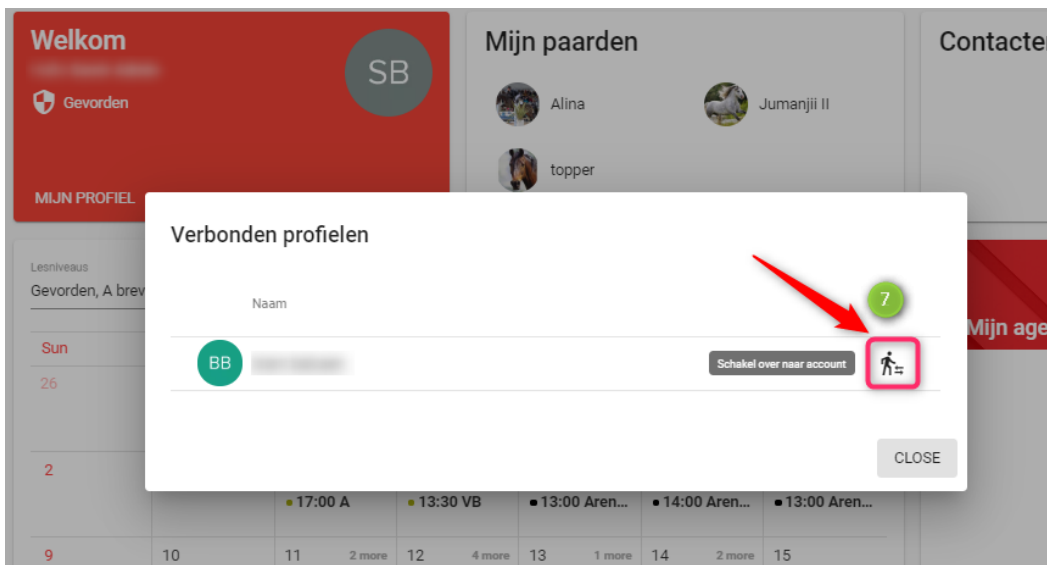 Welkom
SB
Gevorden
MIJN PROFIEL
Mijn paarden
Alina
Jumanjii II
topper
Contacte
Verbonden profielen
Naam
7
BB
Schakel over naar account
CLOSE
Lesniveaus
Gevorden, A brev
Mijn age
Sun
26
2
17:00 A
13:30 VB
13:00 Aren...
14:00 Aren...
13:00 Aren...
9
10
11
2 more
12
4 more
13
1 more
14
2 more
15